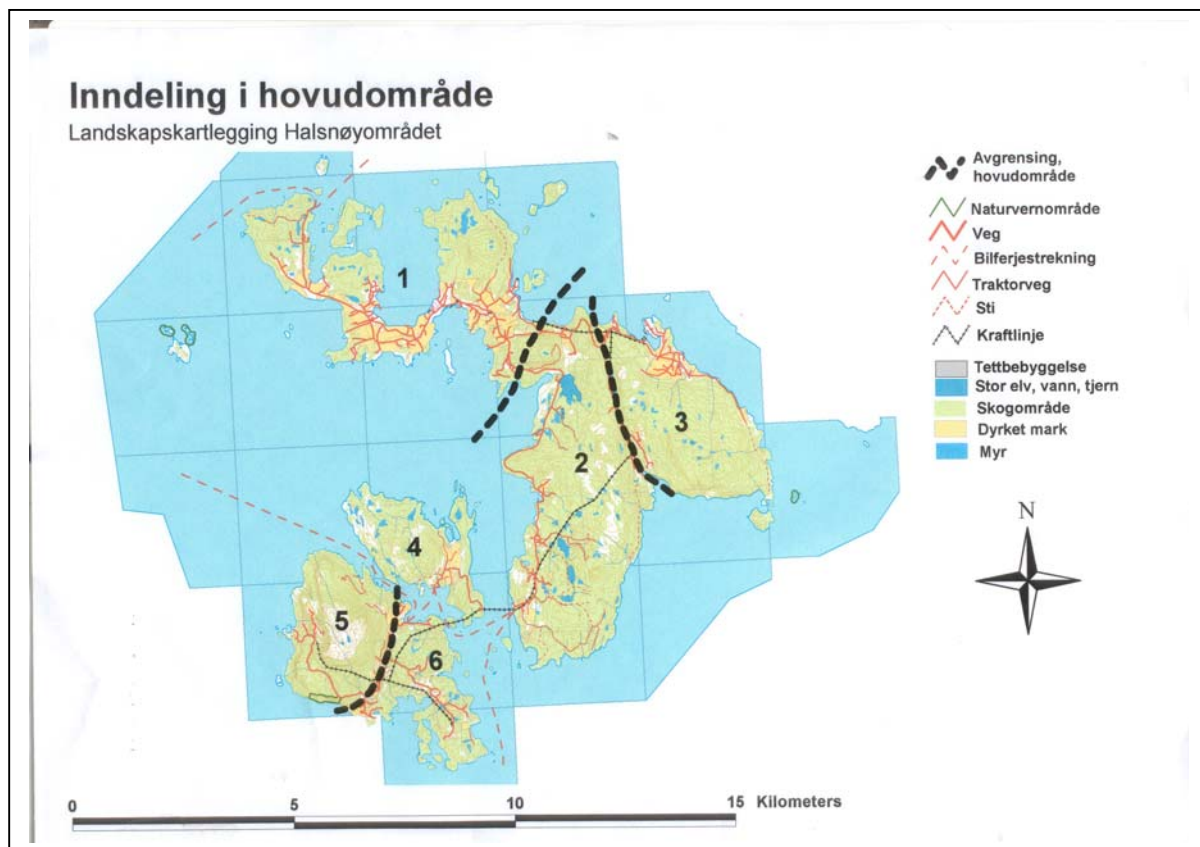 Inndeling i hovudområde
Landskapskartlegging Halsnøyområdet
Avgrensing,
hovudområde
Naturvernområde
Veg
Bilferjestrekning
Traktorveg
Sti
Kraftlinje
Tettbebyggelse
Stor elv, vann, tjern
Skogområde
Dyrket mark
Myr
N
1
2
3
4
5
6
0 5 10 15 Kilometers